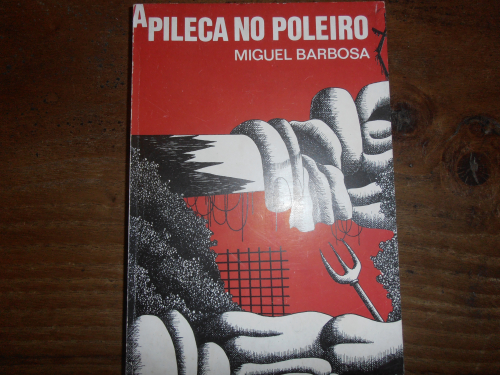 A PILECA NO POLEIRO
MIGUEL BARBOSA